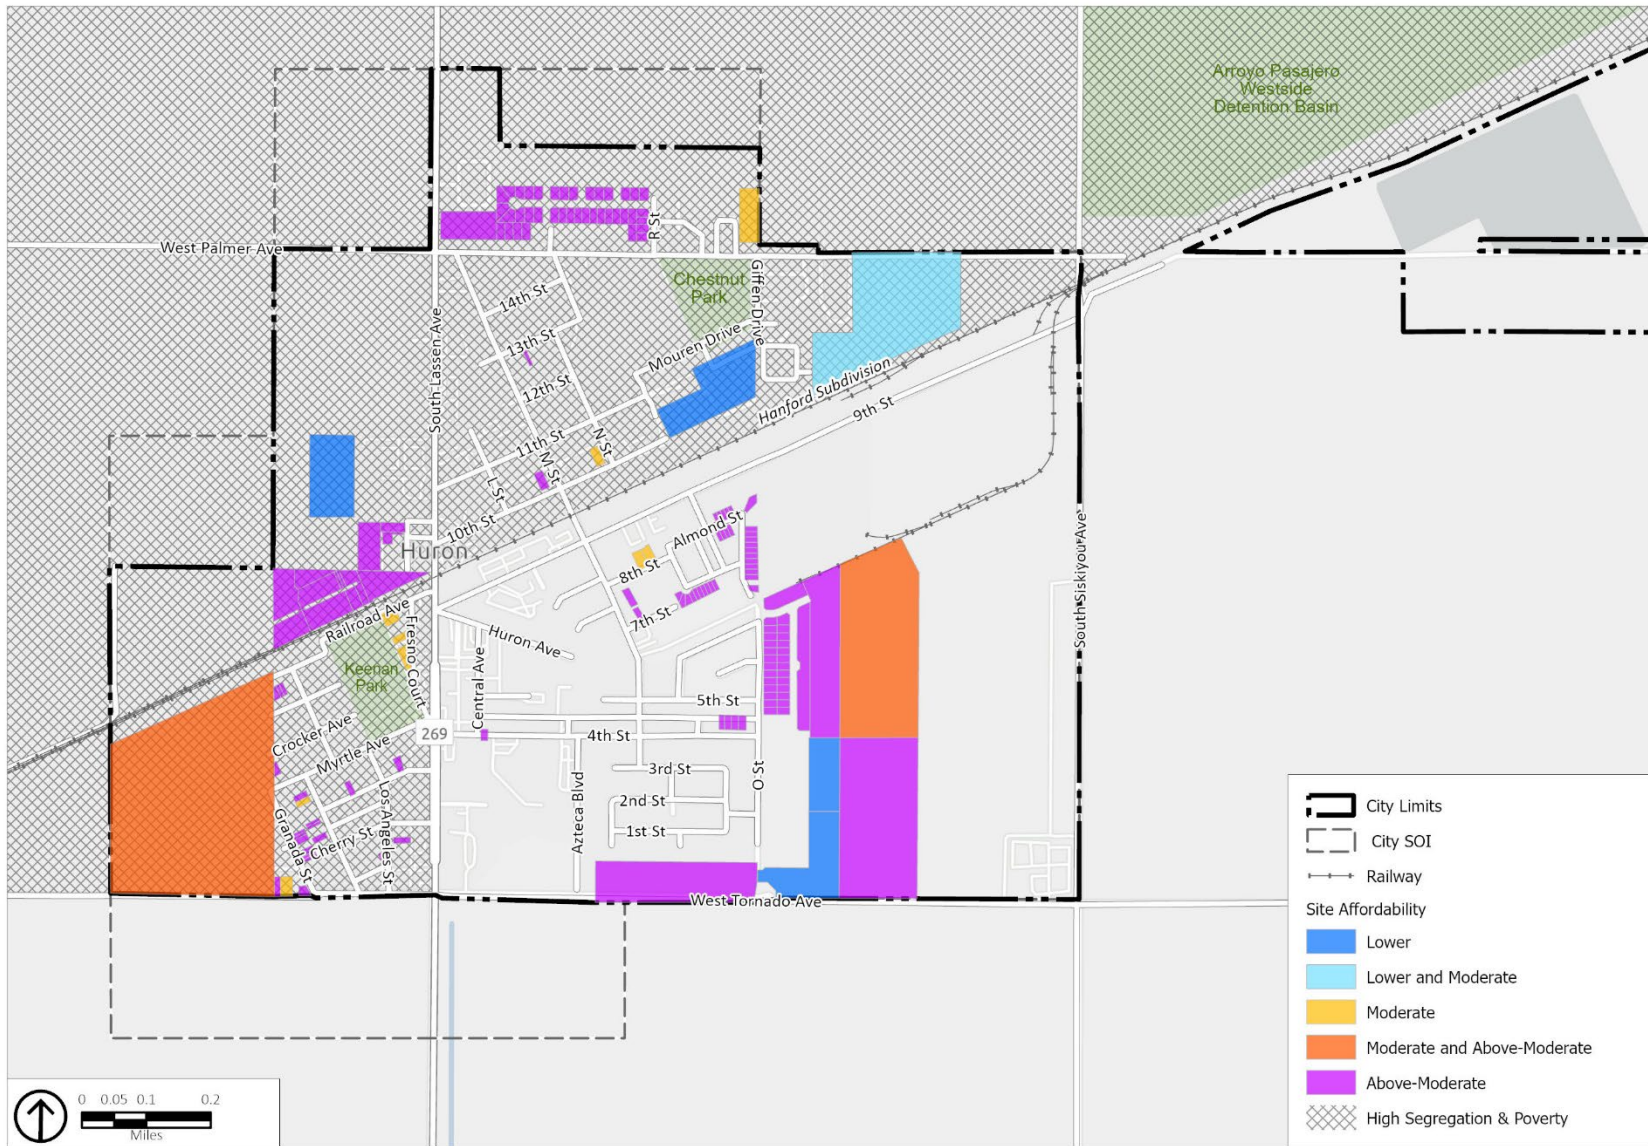 Arroyo Pasajero
Westside
Detention Basin
West Palmer Ave
R St
Chestnut
Park
Giffen Drive
14th St
South Lassen Ave
13th St
Mouren Drive
12th St
Hanford Subdivision
9th St
11th St
N St
M St
L St
10th St
Huron
Almond St
8th St
7th St
South Siskiyou Ave
Railroad Ave
Fresno Court
Huron Ave
Keenan
Park
Central Ave
5th St
269
4th St
Crocker Ave
Myrtle Ave
3rd St
O St
2nd St
Azteca Blvd
1st St
Los Angeles St
Granada St
Cherry St
West Tornado Ave
City Limits
City SOI
Railway
Site Affordability
Lower
Lower and Moderate
Moderate
Moderate and Above-Moderate
Above-Moderate
High Segregation & Poverty
0 0.05 0.1 0.2
Miles